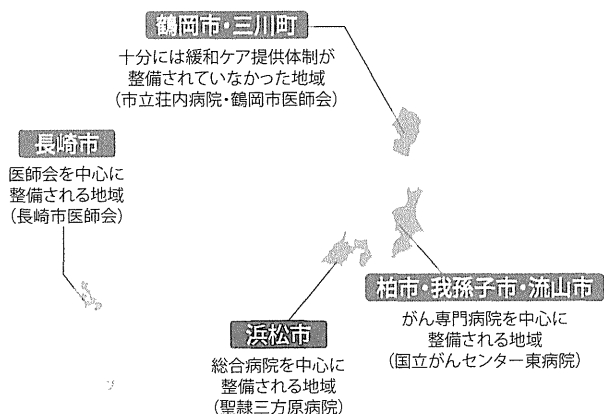 鶴岡市・三川町
十分には緩和ケア提供体制が
整備されていなかった地域
（市立荘内病院・鶴岡市医師会）
長崎市
医師会を中心に
整備される地域
（長崎市医師会）
柏市・我孫子市・流山市
がん専門病院を中心に
整備される地域
（国立がんセンター東病院）
浜松市
総合病院を中心に
整備される地域
（聖隷三方原病院）